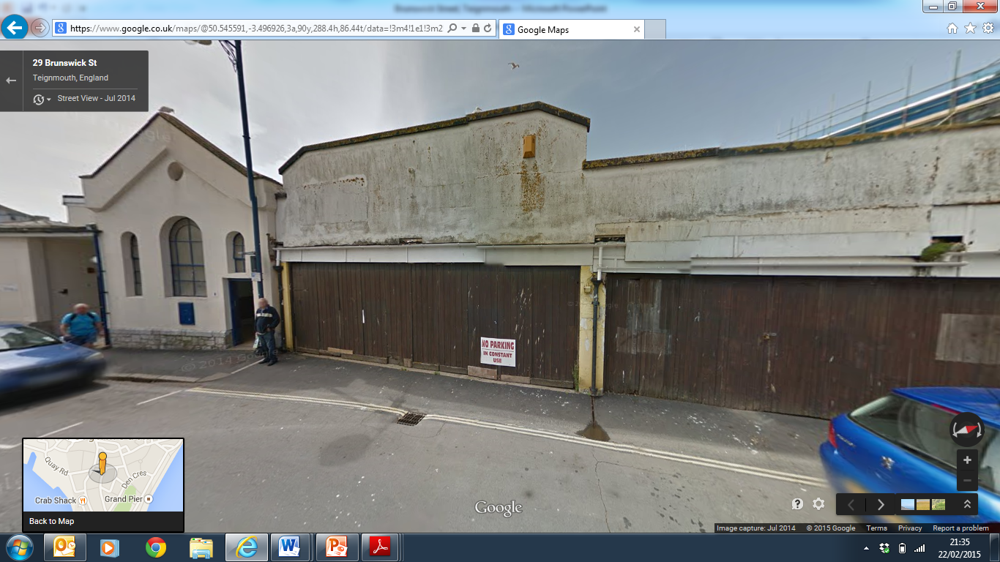 Brunswick Street, Teignmouth - Microsoft PowerPoint
https://www.google.co.uk/maps/@50.545591,-3.496926,3a,90y,288.4h,86.44t/data=!3m4!1e1!3m2
Google Maps
29 Brunswick St
Teignmouth, England
Street View - Jul 2014
NO PARKING
IN CONSTANT
USE
Quay Rd
Den Cres
Crab Shack
Grand Pier
Back to Map
Google
Image capture: Jul 2014 © 2015 Google Terms Privacy Report a problem
21:35
22/02/2015